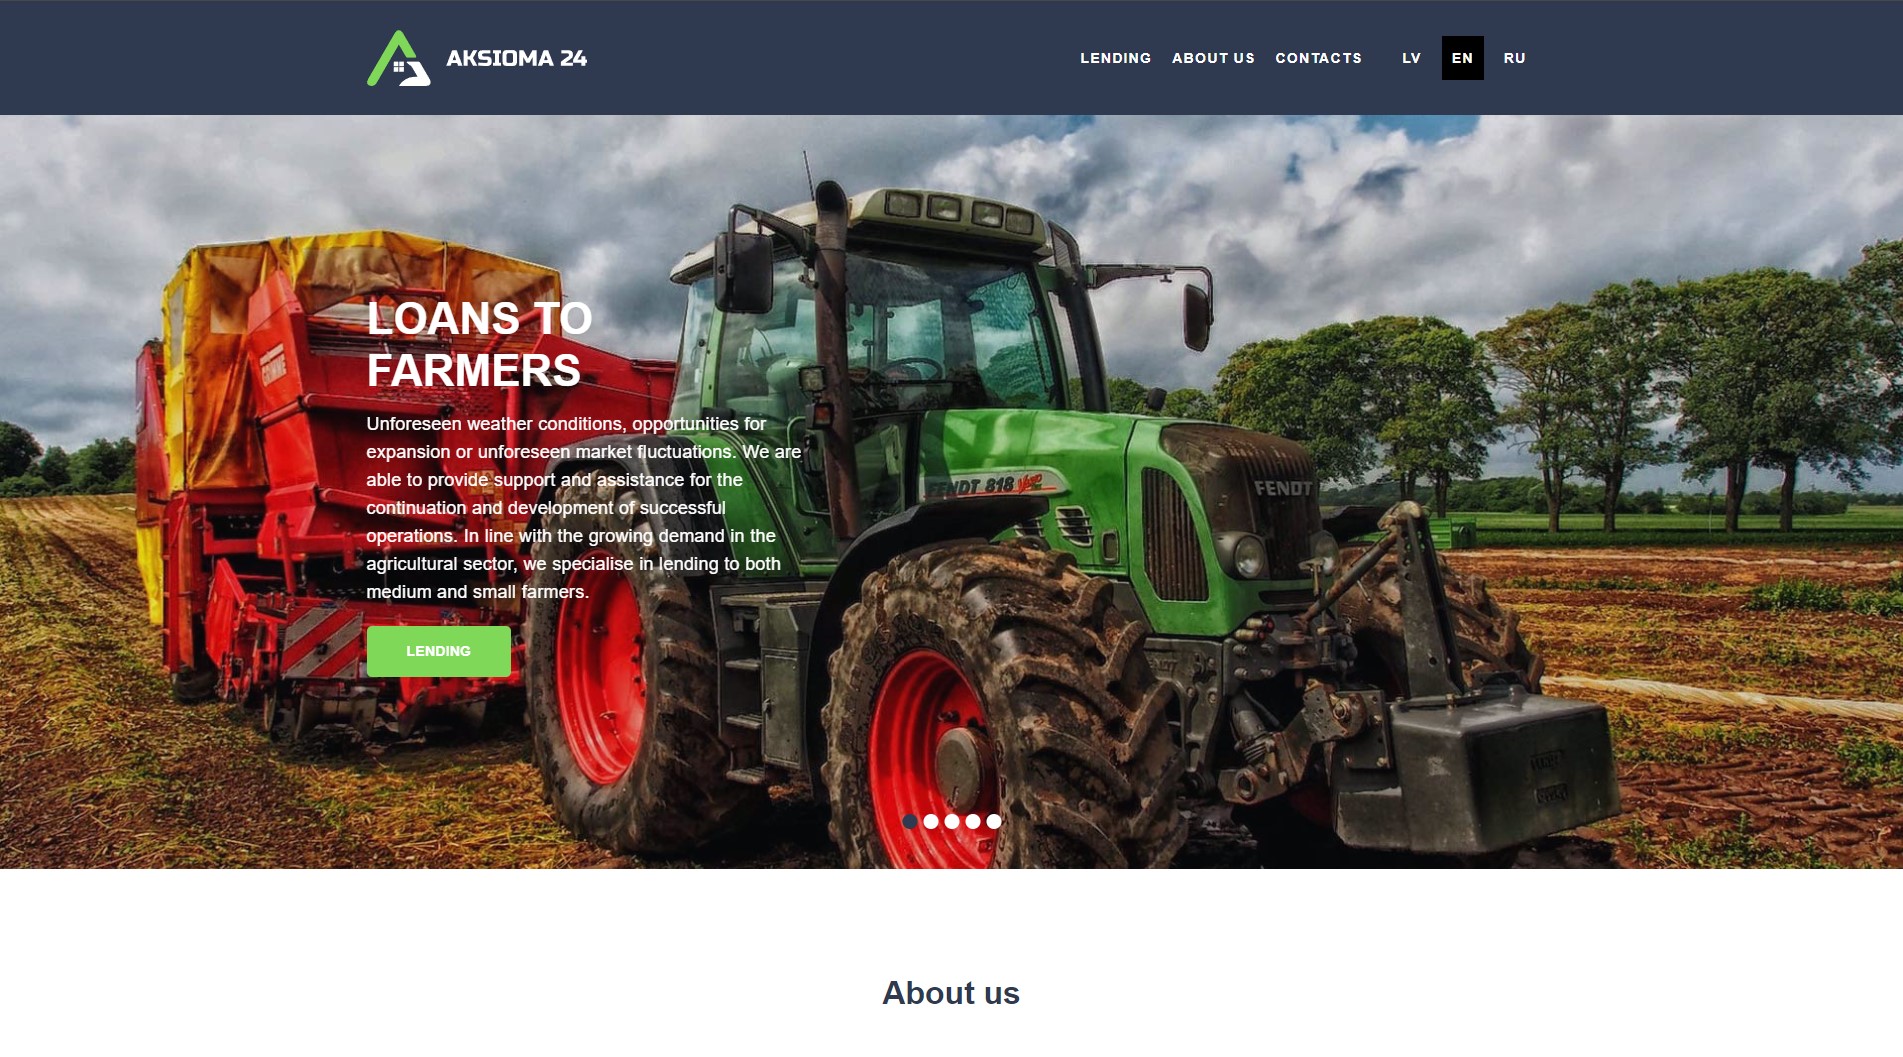 AKSIOMA 24
LENDING
ABOUT US
CONTACTS
LV
EN
RU
LOANS TO
FARMERS
Unforeseen weather conditions, opportunities for
expansion or unforeseen market fluctuations. We are
able to provide support and assistance for the
continuation and development of successful
operations. In line with the growing demand in the
agricultural sector, we specialise in lending to both
medium and small farmers.
LENDING
GRIMME
FENDT 818 Vario
FENDT
About us